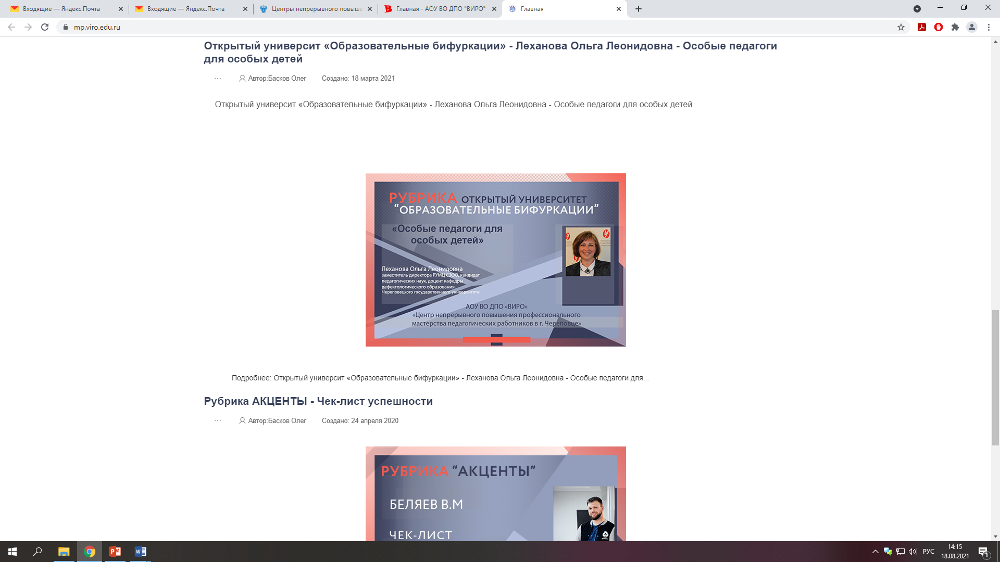 Входящие — Яндекс.Почта
Входящие — Яндекс.Почта
Центры непрерывного повыше
Главная - АОУ ВО ДПО "ВИРО"
Главная
mp.viro.edu.ru
Открытый университ «Образовательные бифуркации» - Леханова Ольга Леонидовна - Особые педагоги
для особых детей
Автор:Басков Олег
Создано: 18 марта 2021
Открытый университ «Образовательные бифуркации» - Леханова Ольга Леонидовна - Особые педагоги для особых детей
РУБРИКА ОТКРЫТЫЙ УНИВЕРСИТЕТ
“ОБРАЗОВАТЕЛЬНЫЕ БИФУРКАЦИИ”
«Особые педагоги для
особых детей»
Леханова Ольга Леонидовна
заместитель директора РУМЦ СЗФО, кандидат
педагогических наук, доцент кафедры
дефектологического образования
Череповецкого государственного университета
АОУ ВО ДПО «ВИРО»
«Центр непрерывного повышения профессионального
мастерства педагогических работников в г. Череповце»
Подробнее: Открытый университ «Образовательные бифуркации» - Леханова Ольга Леонидовна - Особые педагоги для...
Рубрика АКЦЕНТЫ - Чек-лист успешности
Автор:Басков Олег
Создано: 24 апреля 2020
РУБРИКА “АКЦЕНТЫ”
БЕЛЯЕВ В.М
ЧЕК-ЛИСТ
РУС
14:15
18.08.2021
1